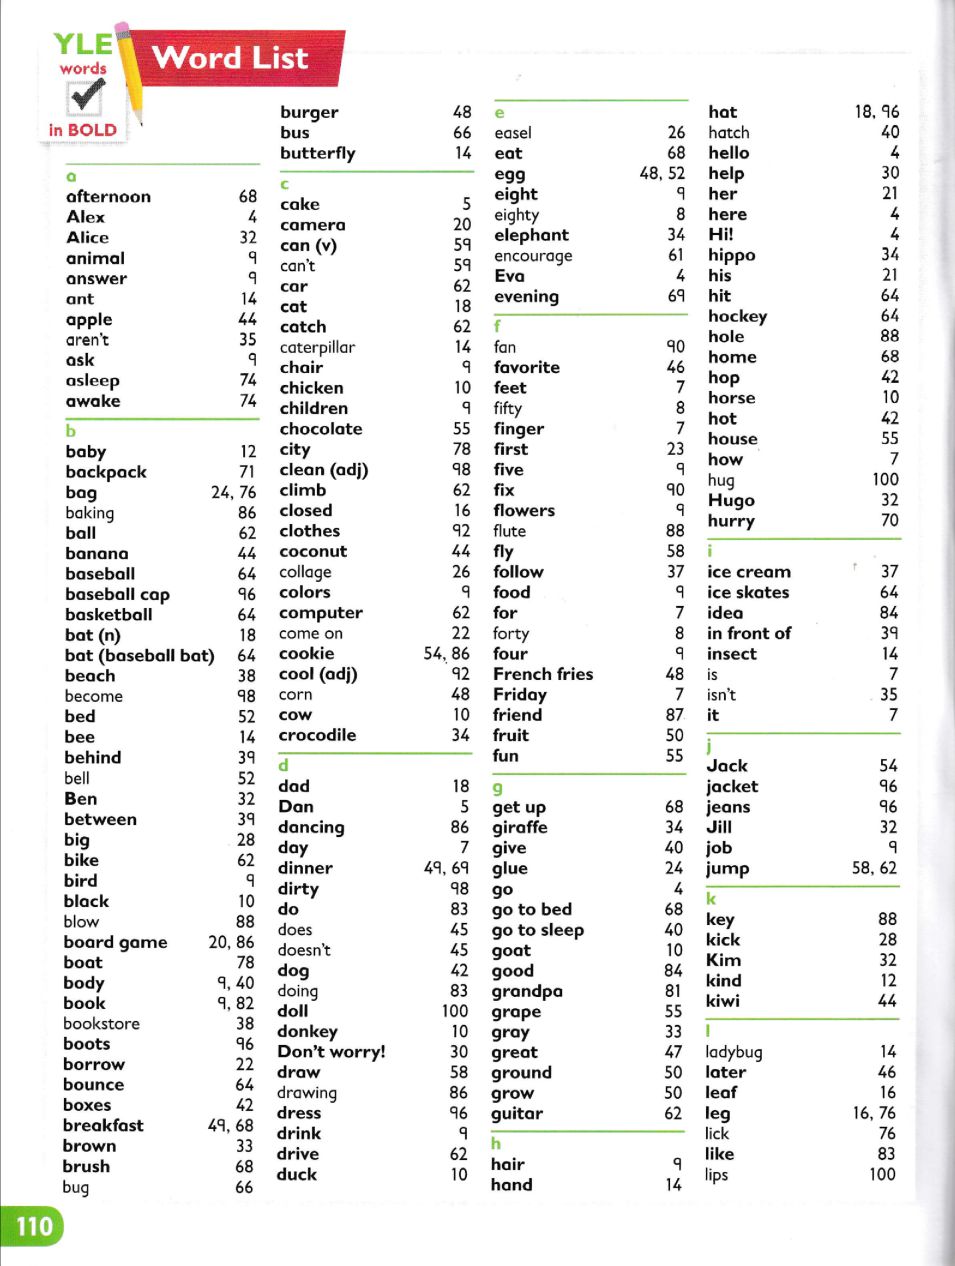 YLE
words
in BOLD
Word List
a
afternoon 68
Alex 4
Alice 32
animal 9
answer 9
ant 14
apple 44
aren't 35
ask 9
asleep 74
awake 74
b
baby 12
backpack 71
bag 24, 76
baking 86
ball 62
banana 44
baseball 64
baseball cap 96
basketball 64
bat (n) 18
bat (baseball bat) 64
beach 38
become 98
bed 52
bee 14
behind 39
bell 52
Ben 32
between 39
big 28
bike 62
bird 9
black 10
blow 88
board game 20, 86
boat 78
body 9, 40
book 9, 82
bookstore 38
boots 96
borrow 22
bounce 64
boxes 42
breakfast 49, 68
brown 33
brush 68
bug 66
burger 48
bus 66
butterfly 14
c
cake 5
camera 20
can (v) 59
can't 59
car 62
cat 18
catch 62
caterpillar 14
chair 9
chicken 10
children 9
chocolate 55
city 78
clean (adj) 98
climb 62
closed 16
clothes 92
coconut 44
collage 26
colors 9
computer 62
come on 22
cookie 54, 86
cool (adj) 92
corn 48
cow 10
crocodile 34
d
dad 18
Dan 5
dancing 86
day 7
dinner 49, 69
dirty 98
do 83
does 45
doesn't 45
dog 42
doing 83
doll 100
donkey 10
Don't worry! 30
draw 58
drawing 86
dress 96
drink 9
drive 62
duck 10
e
easel 26
eat 68
egg 48, 52
eight 9
eighty 8
elephant 34
encourage 61
Eva 4
evening 69
f
fan 90
favorite 46
feet 7
fifty 8
finger 7
first 23
five 9
fix 90
flowers 9
flute 88
fly 58
follow 37
food 9
for 7
forty 8
four 9
French fries 48
Friday 7
friend 87
fruit 50
fun 55
g
get up 68
giraffe 34
give 40
glue 24
go 4
go to bed 68
go to sleep 40
goat 10
good 84
grandpa 81
grape 55
gray 33
great 47
ground 50
grow 50
guitar 62
h
hair 9
hand 14
hat 18, 96
hatch 40
hello 4
help 30
her 21
here 4
Hi! 4
hippo 34
his 21
hit 64
hockey 64
hole 88
home 68
hop 42
horse 10
hot 42
house 55
how 7
hug 100
Hugo 32
hurry 70
i
ice cream 37
ice skates 64
idea 84
in front of 39
insect 14
is 7
isn't 35
it 7
j
Jack 54
jacket 96
jeans 96
Jill 32
job 9
jump 58, 62
k
key 88
kick 28
Kim 32
kind 12
kiwi 44
l
ladybug 14
later 46
leaf 16
leg 16, 76
lick 76
like 83
lips 100
110